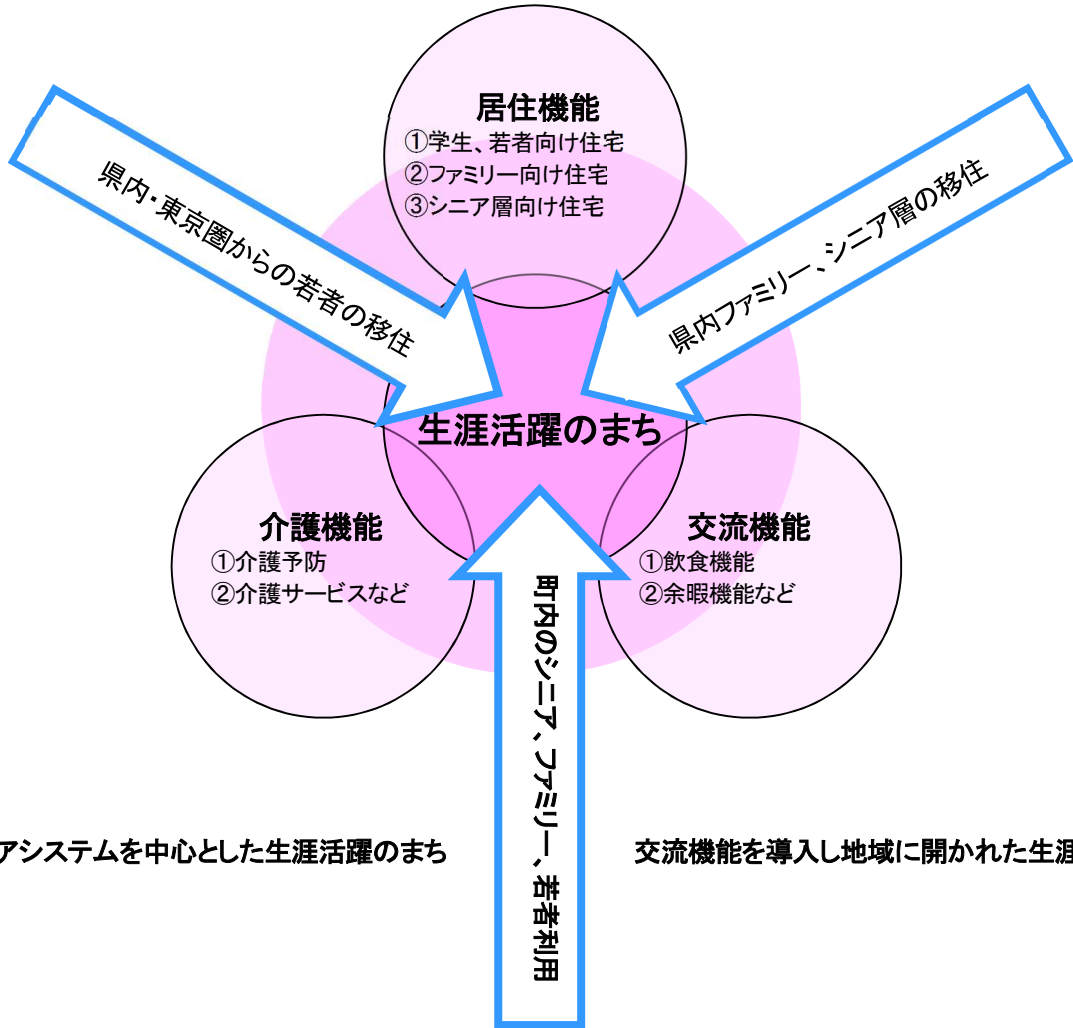 居住機能
①学生、若者向け住宅
②ファミリー向け住宅
③シニア層向け住宅
県内・東京圏からの若者の移住
県内ファミリー、シニア層の移住
生涯活躍のまち
介護機能
①介護予防
②介護サービスなど
交流機能
①飲食機能
②余暇機能など
町内のシニア、ファミリー、若者利用
アシステムを中心とした生涯活躍のまち
交流機能を導入し地域に開かれた生涯